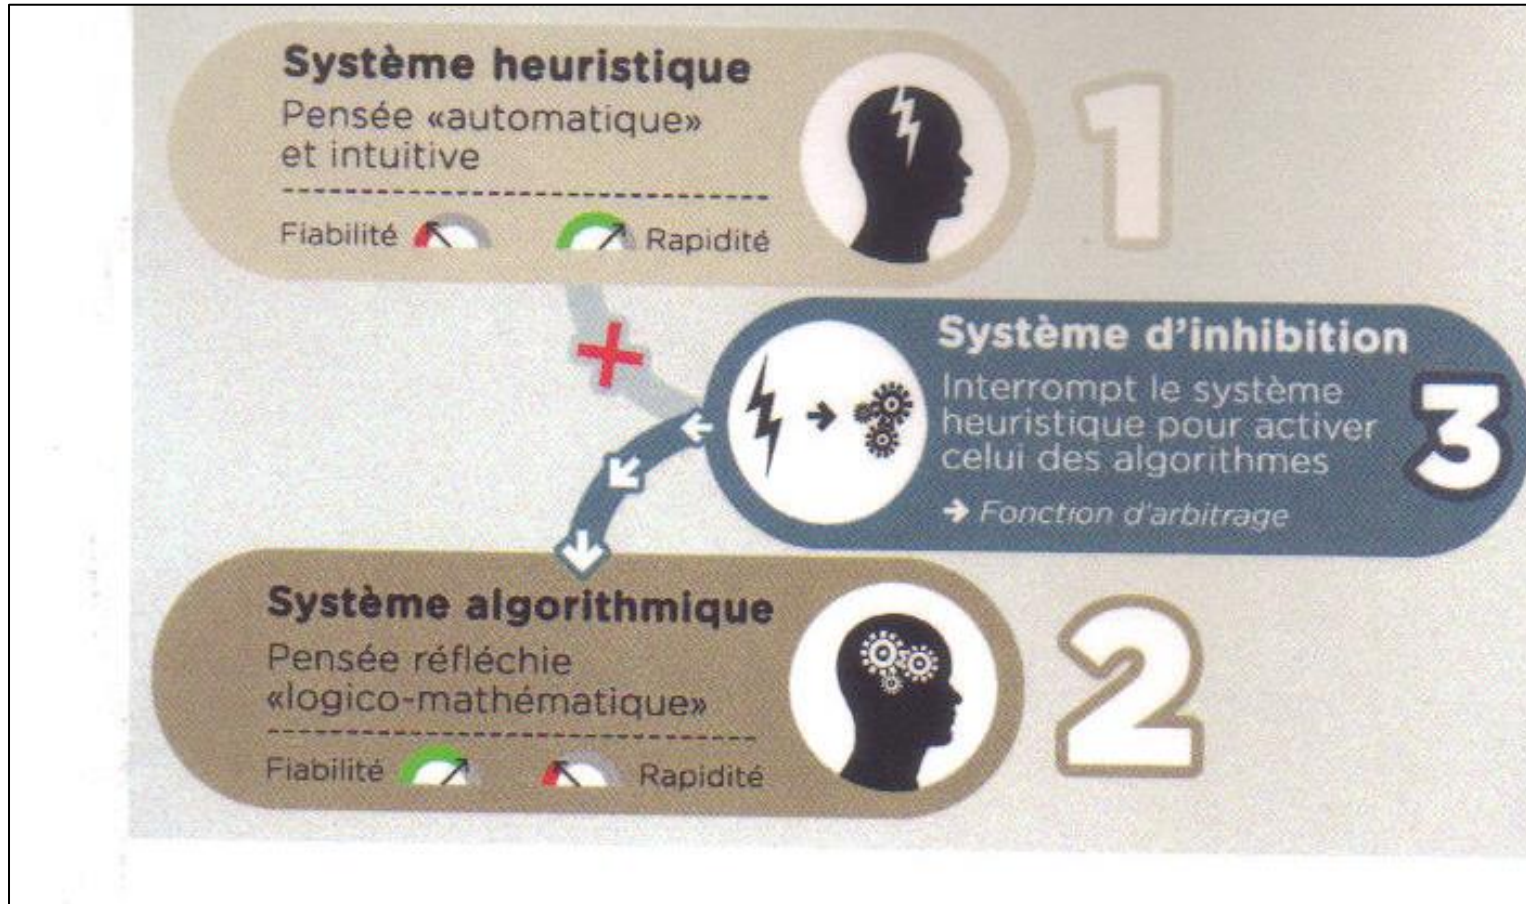 Système heuristique
Pensée «automatique»
et intuitive
Fiabilité Rapidité
1
Système d'inhibition
Interrompt le système
heuristique pour activer
celui des algorithmes
→ Fonction d'arbitrage
3
Système algorithmique
Pensée réfléchie
«logico-mathématique»
Fiabilité Rapidité
2